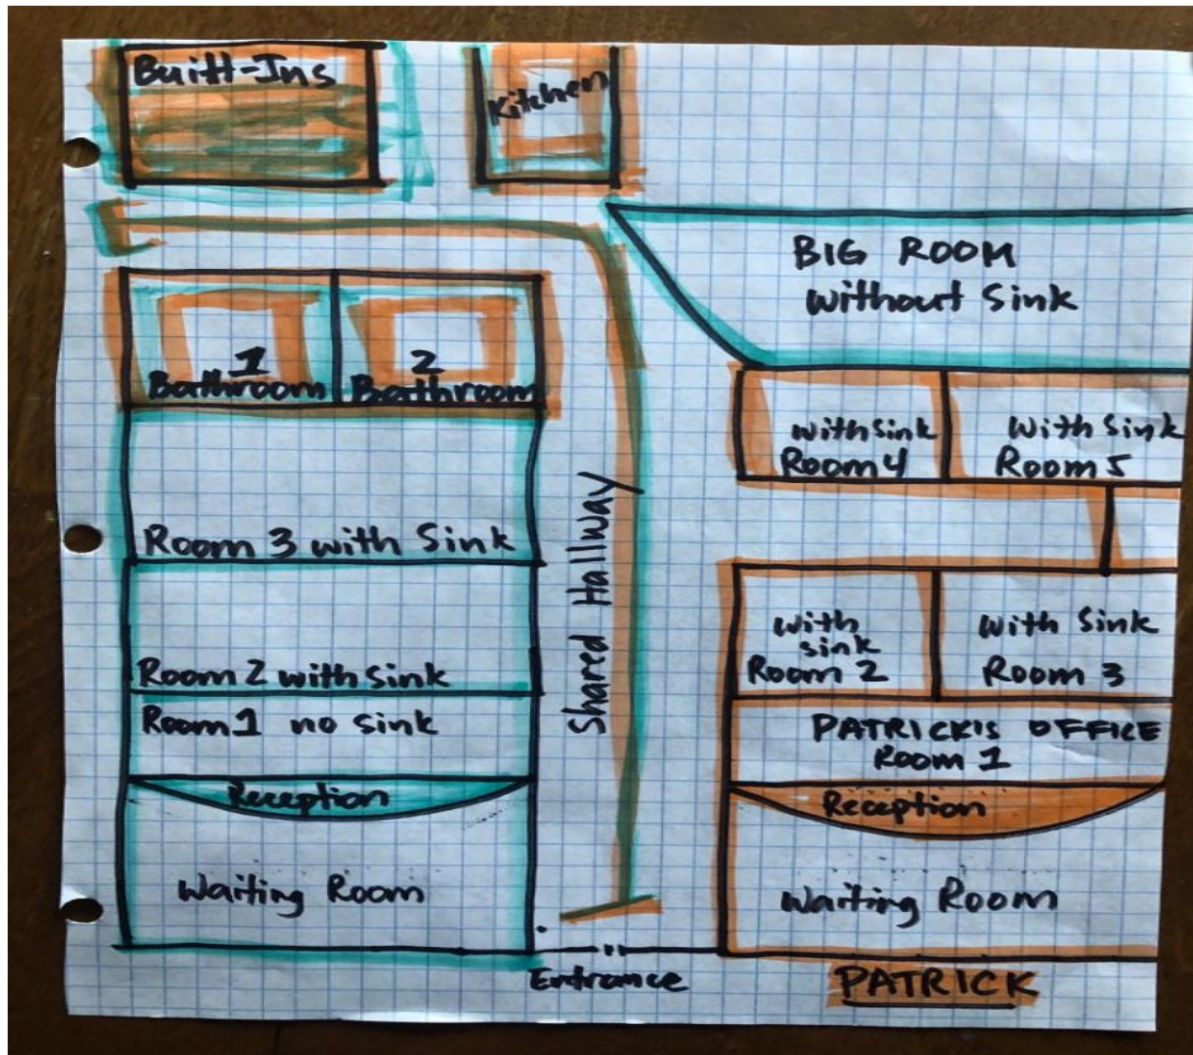 Built-Ins
Kitchen
BIG ROOM
without Sink
1
Bathroom
2
Bathroom
with sink
Room 4
With Sink
Room 5
Room 3 with Sink
Shared Hallway
with
sink
Room 2
With Sink
Room 3
Room 2 with sink
Room 1 no sink
PATRICK'S OFFICE
Room 1
Reception
Reception
Waiting Room
Waiting Room
Entrance
PATRICK